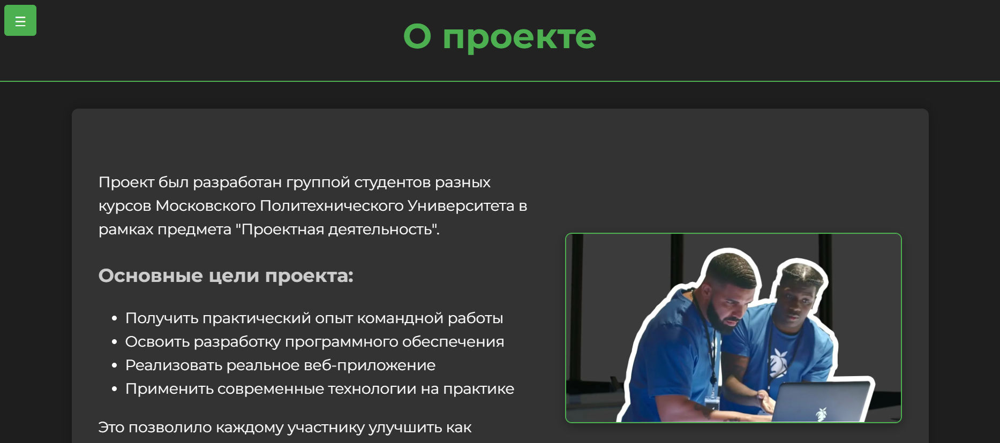 О проекте
Проект был разработан группой студентов разных
курсов Московского Политехнического Университета в
рамках предмета "Проектная деятельность".
Основные цели проекта:
• Получить практический опыт командной работы
• Освоить разработку программного обеспечения
• Реализовать реальное веб-приложение
• Применить современные технологии на практике
Это позволило каждому участнику улучшить как